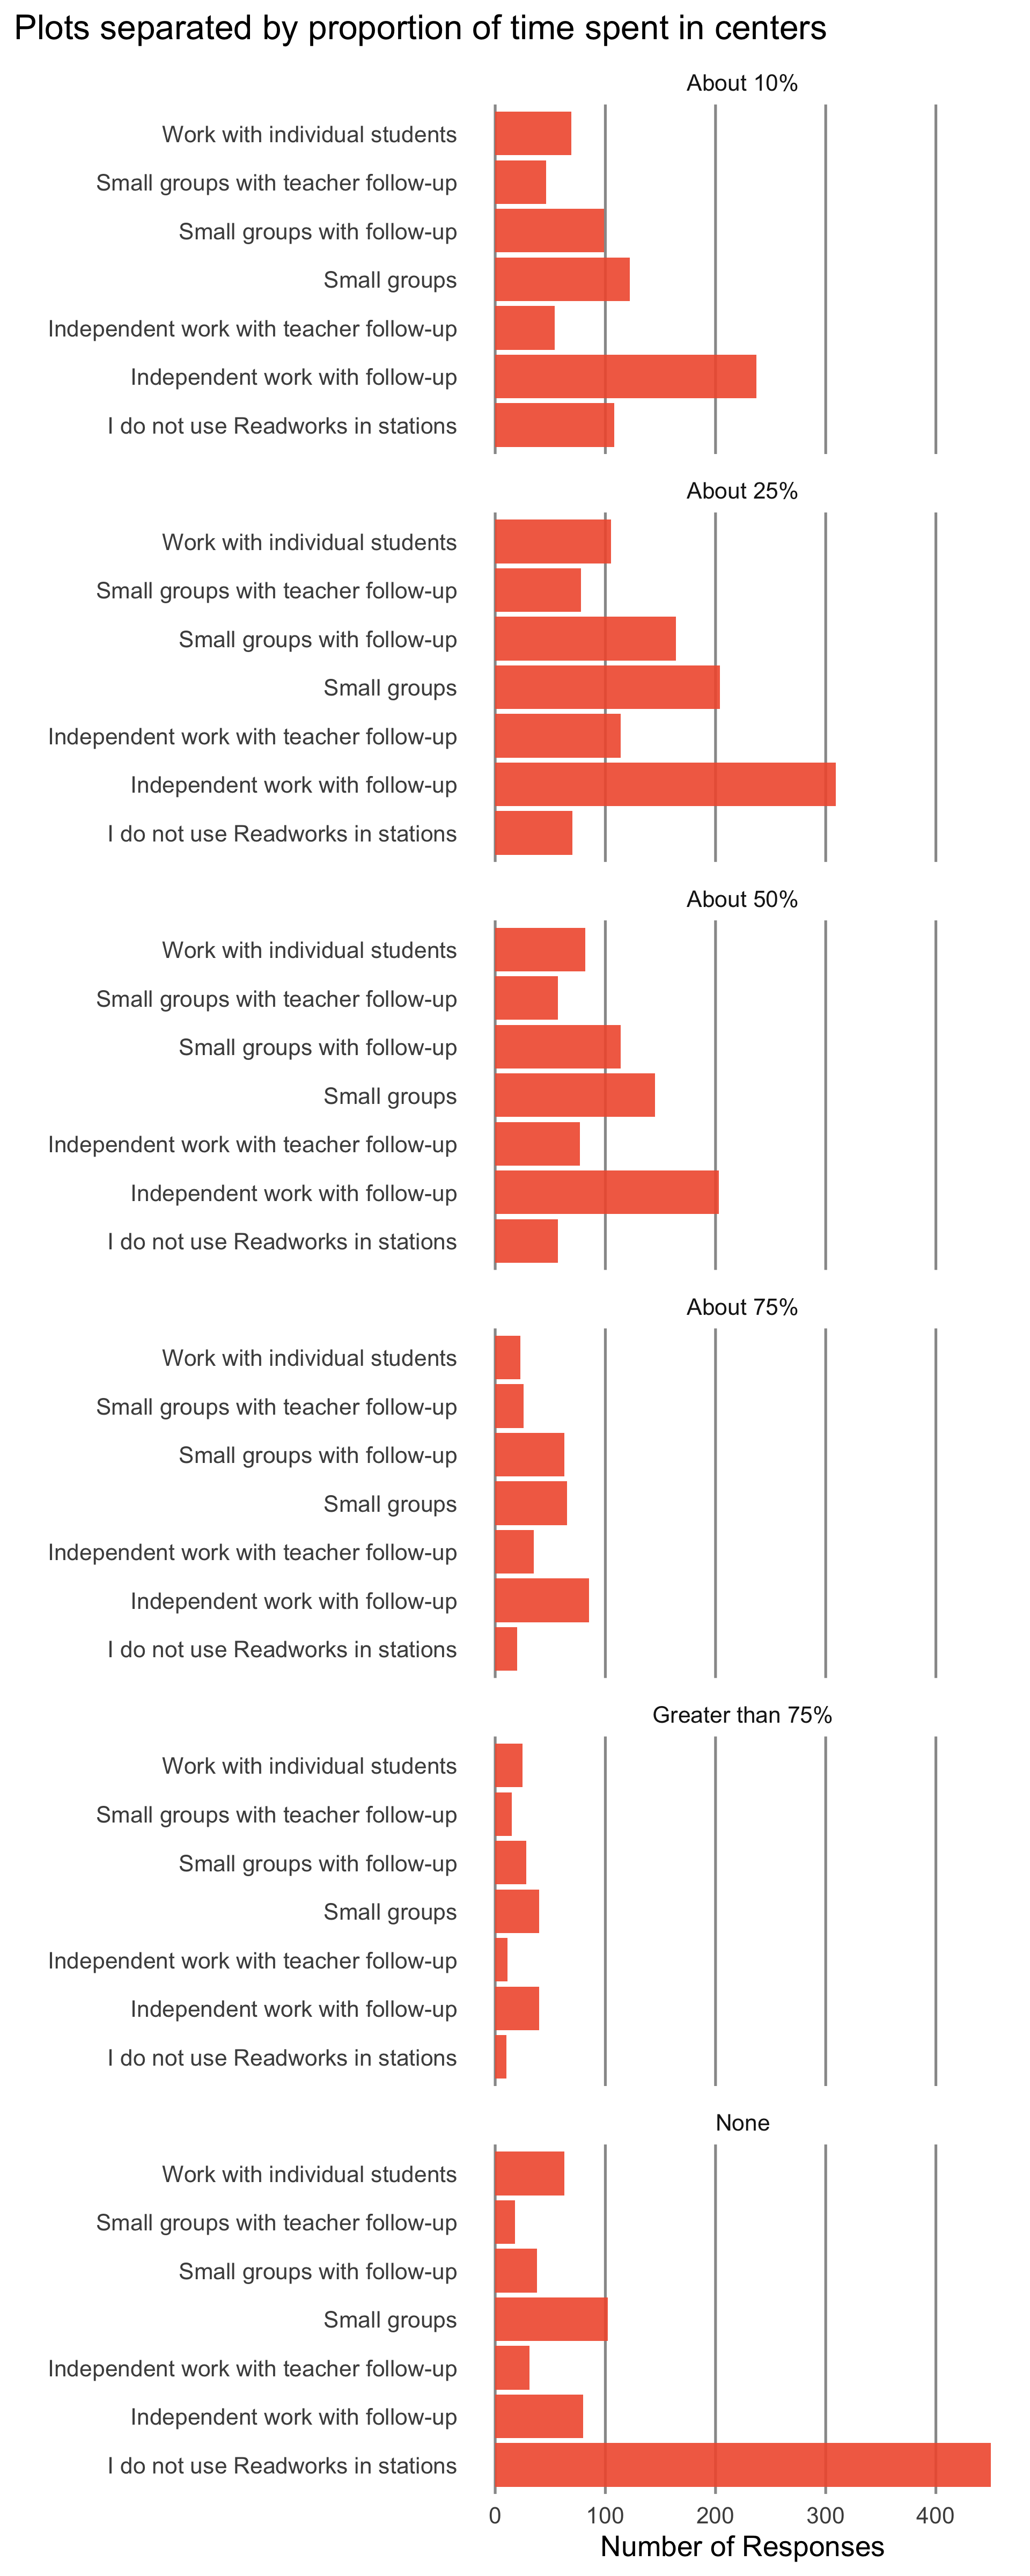 Plots separated by proportion of time spent in centers
About 10%
Work with individual students
Small groups with teacher follow-up
Small groups with follow-up
Small groups
Independent work with teacher follow-up
Independent work with follow-up
I do not use Readworks in stations
About 25%
Work with individual students
Small groups with teacher follow-up
Small groups with follow-up
Small groups
Independent work with teacher follow-up
Independent work with follow-up
I do not use Readworks in stations
About 50%
Work with individual students
Small groups with teacher follow-up
Small groups with follow-up
Small groups
Independent work with teacher follow-up
Independent work with follow-up
I do not use Readworks in stations
About 75%
Work with individual students
Small groups with teacher follow-up
Small groups with follow-up
Small groups
Independent work with teacher follow-up
Independent work with follow-up
I do not use Readworks in stations
Greater than 75%
Work with individual students
Small groups with teacher follow-up
Small groups with follow-up
Small groups
Independent work with teacher follow-up
Independent work with follow-up
I do not use Readworks in stations
None
Work with individual students
Small groups with teacher follow-up
Small groups with follow-up
Small groups
Independent work with teacher follow-up
Independent work with follow-up
I do not use Readworks in stations
0 100 200 300 400
Number of Responses